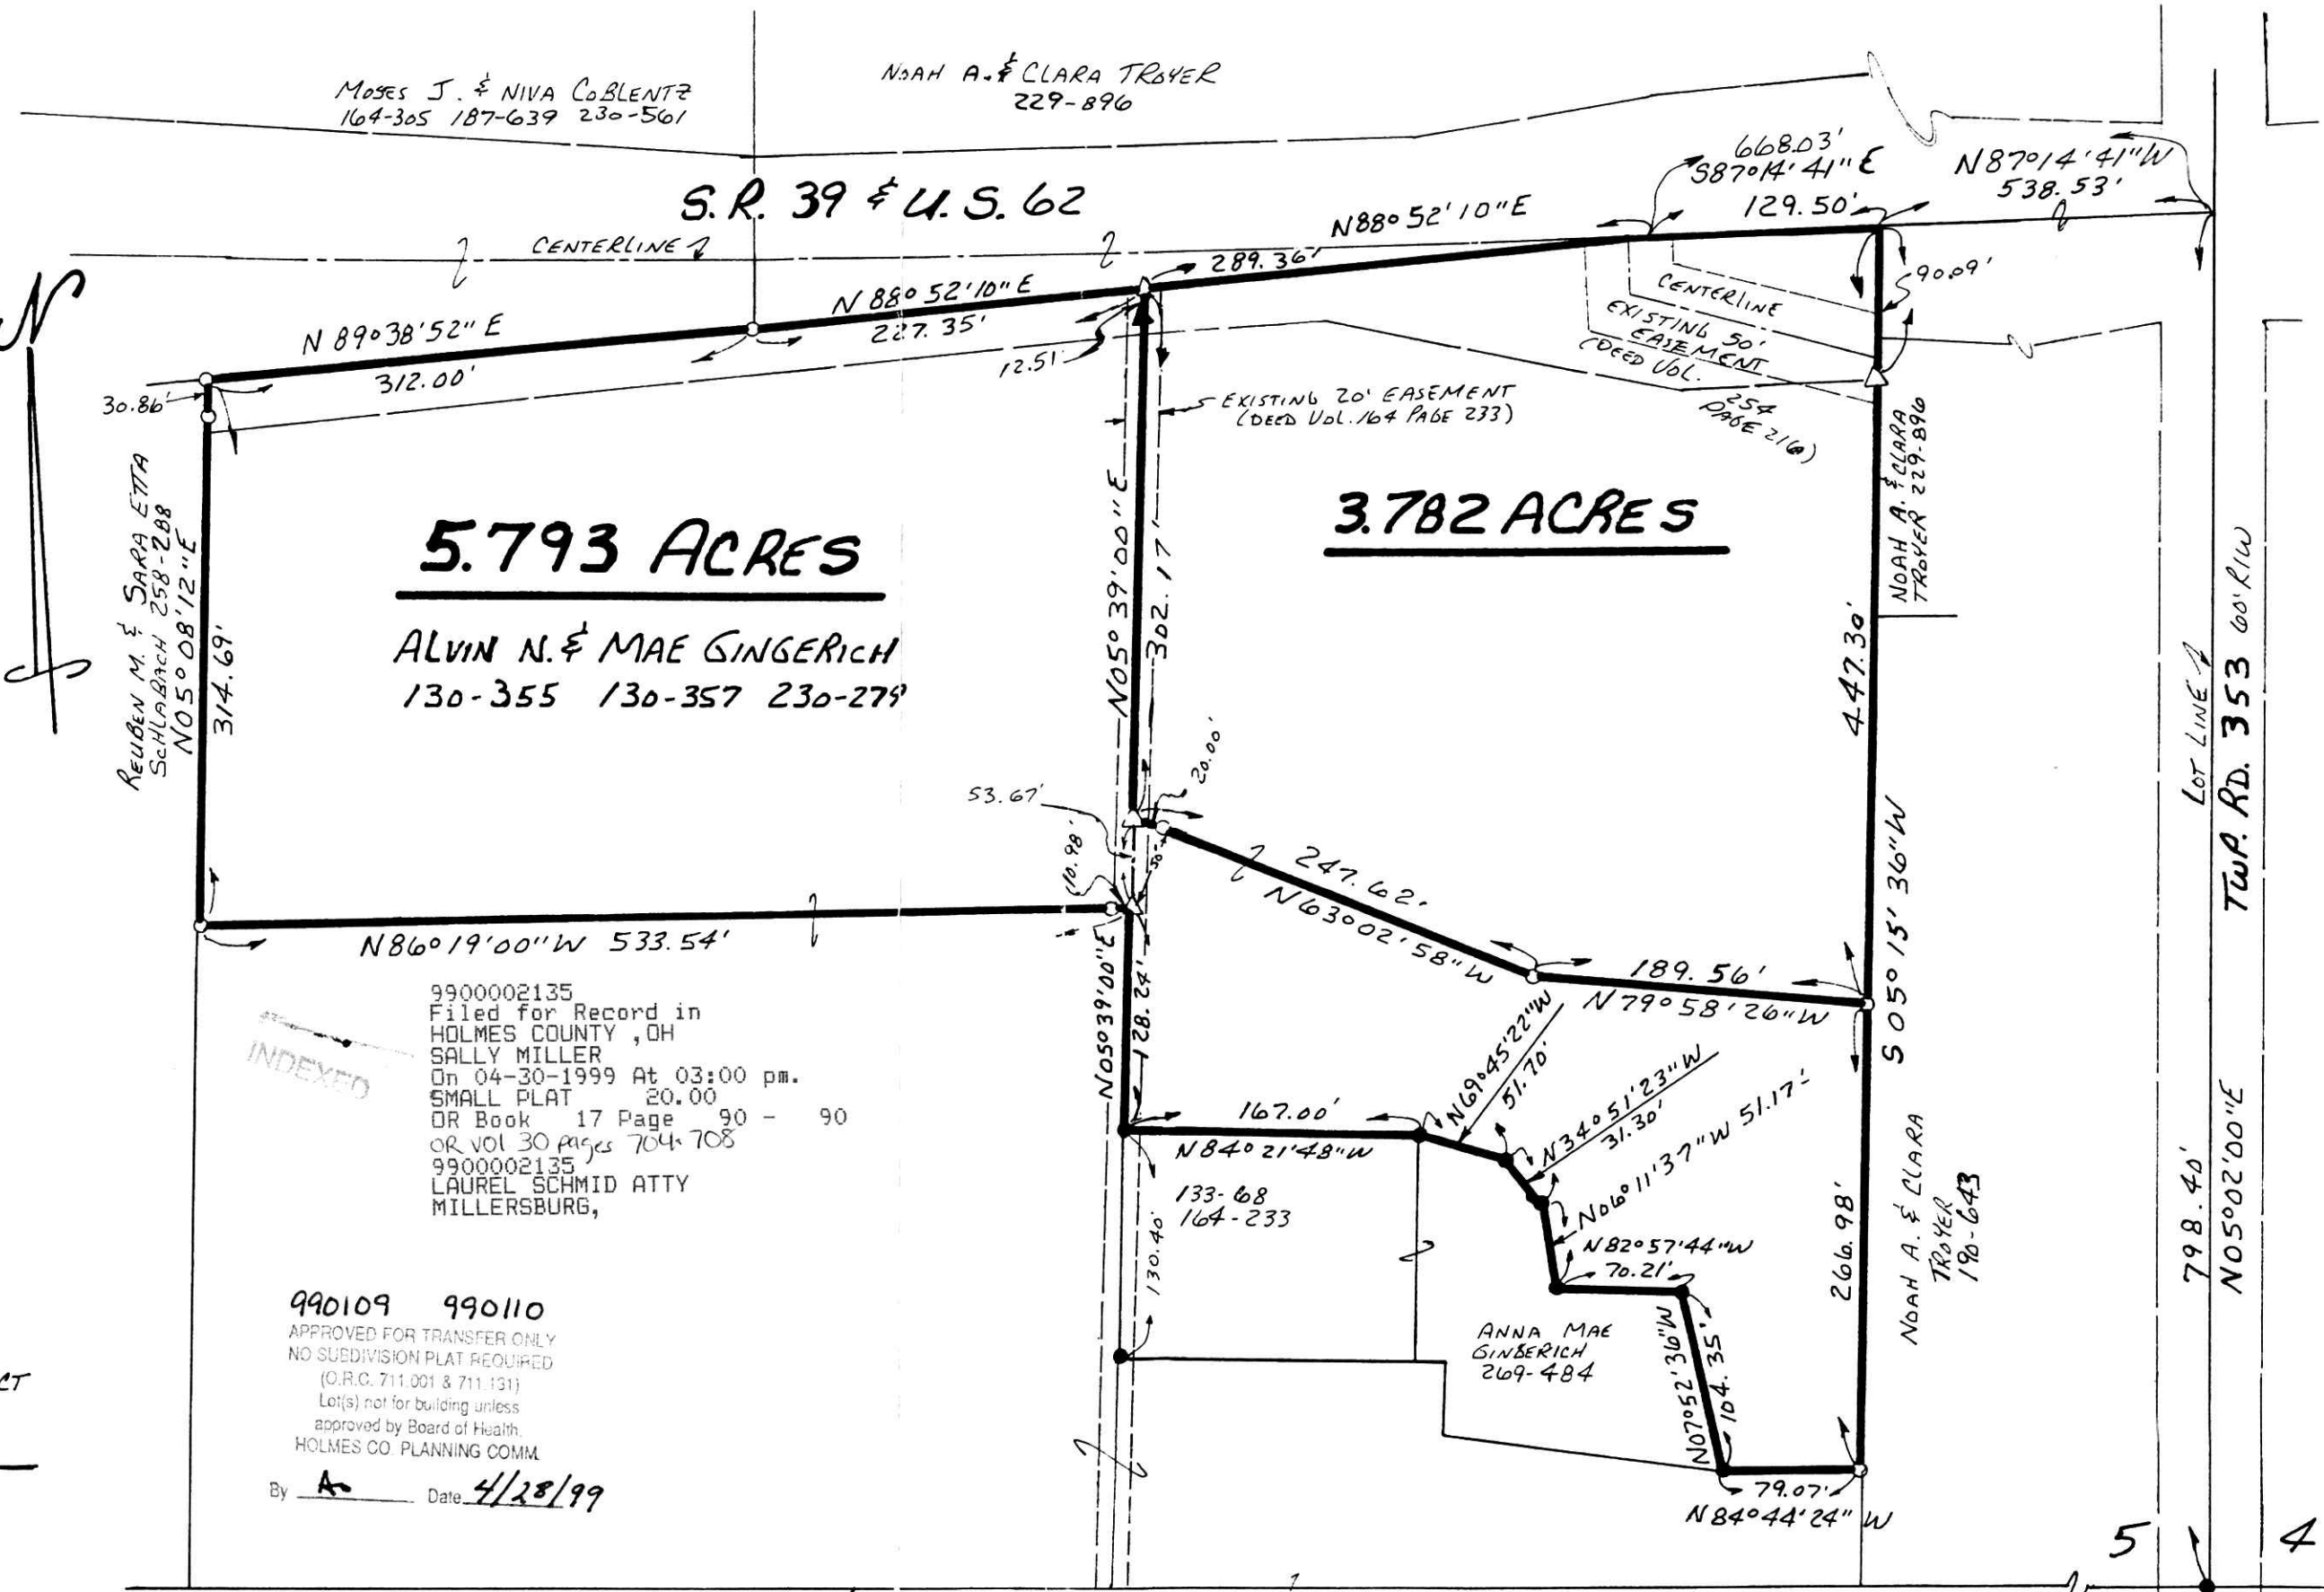 MOSES J. & NIVA COBLENTZ
164-305 187-639 230-561
NOAH A. & CLARA TROYER
229-896
S.R. 39 & U.S. 62
668.03'
S87°14'41"E
129.50'
N87°14'41"W
538.53'
CENTERLINE
N88°52'10"E
289.36'
90.09'
N
N 89°38'52" E
312.00'
N 88°52'10" E
227.35'
12.51'
30.86'
CENTERLINE
EXISTING 50'
EASEMENT
(DEED VOL.
254
PAGE 216)
EXISTING 20' EASEMENT
(DEED VOL. 164 PAGE 233)
REUBEN M. & SARA ETTA
SCHLABACH 258-288
N05°08'12"E
314.69'
5.793 ACRES
ALVIN N. & MAE GINGERICH
130-355 130-357 230-279
N05°39'00"E
302.17'
3.782 ACRES
NOAH A. & CLARA
TROYER 229-896
447.30'
LOT LINE
TWP. RD. 353 60' R/W
53.67'
20.00'
10.98'
50'
247.62'
N63°02'58"W
189.56'
N79°58'26"W
S 05°15'36"W
N86°19'00"W 533.54'
N05°39'00"E
128.24'
9900002135
Filed for Record in
HOLMES COUNTY ,OH
SALLY MILLER
On 04-30-1999 At 03:00 pm.
SMALL PLAT 20.00
OR Book 17 Page 90 - 90
OR VOl 30 pages 704-708
9900002135
LAUREL SCHMID ATTY
MILLERSBURG,
INDEXED
167.00'
N84°21'48"W
N69°45'22"W
51.70'
N34°51'23"W
31.30'
N06°11'37"W 51.17'
N82°57'44"W
70.21'
133-68
164-233
130.40'
ANNA MAE
GINGERICH
269-484
N07°52'36"W
104.35'
266.98'
NOAH A. & CLARA
TROYER
190-643
798.40'
N05°02'00"E
79.07'
N84°44'24" W
990109 990110
APPROVED FOR TRANSFER ONLY
NO SUBDIVISION PLAT REQUIRED
(O.R.C. 711.001 & 711.131)
Lot(s) not for building unless
approved by Board of Health.
HOLMES CO. PLANNING COMM.
By Date 4/28/99
CT
5
4